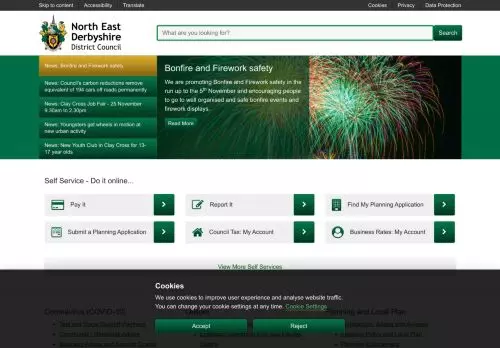 Skip to content Accessibility Translate Cookies Privacy Data Protection
North East
Derbyshire
District Council
What are you looking for?
Search
News: Bonfire and Firework safety
News: Council's carbon reductions remove
equivalent of 194 cars off roads permanently
News: Clay Cross Job Fair - 25 November
9.30am to 2.30pm
News: Youngsters get wheels in motion at
new urban activity
News: New Youth Club in Clay Cross for 13-
17 year olds
Bonfire and Firework safety
We are promoting Bonfire and Firework safety in the
run up to the 5th November and encouraging people
to go to well organised and safe bonfire events and
firework displays.
Read More
Self Service - Do it online...
Pay it
Report It
Find My Planning Application
Submit a Planning Application
Council Tax: My Account
Business Rates: My Account
View More Self Services
Cookies
We use cookies to improve user experience and analyse website traffic.
You can change your cookie settings at any time. Cookie Settings
Accept
Reject
Coronavirus (COVID-19)
Planning and Local Plan